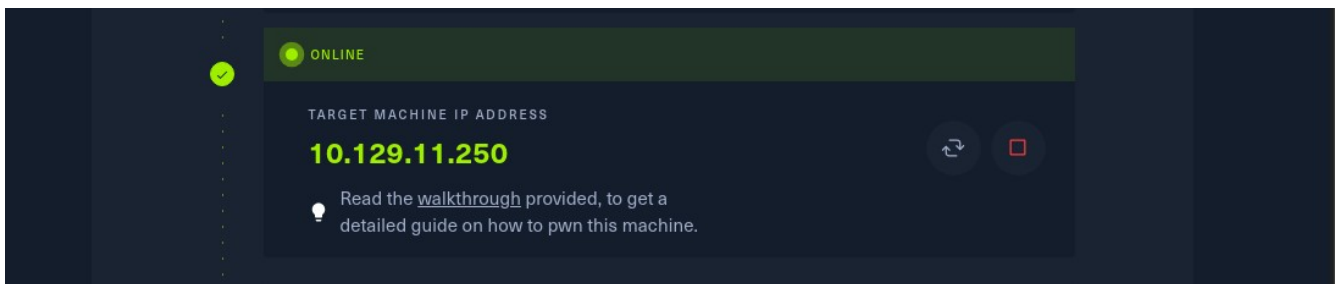 ONLINE
TARGET MACHINE IP ADDRESS
10.129.11.250
Read the walkthrough provided, to get a
detailed guide on how to pwn this machine.